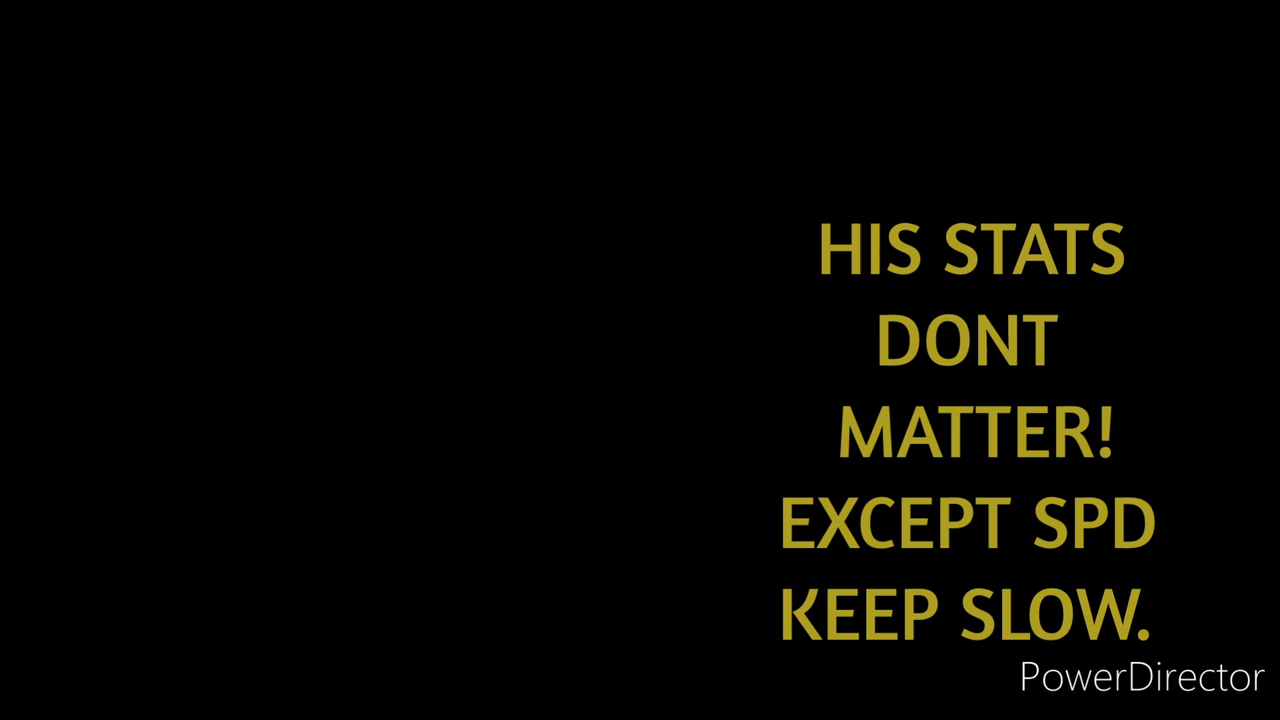 HIS STATS
DONT
MATTER!
EXCEPT SPD
KEEP SLOW.
PowerDirector